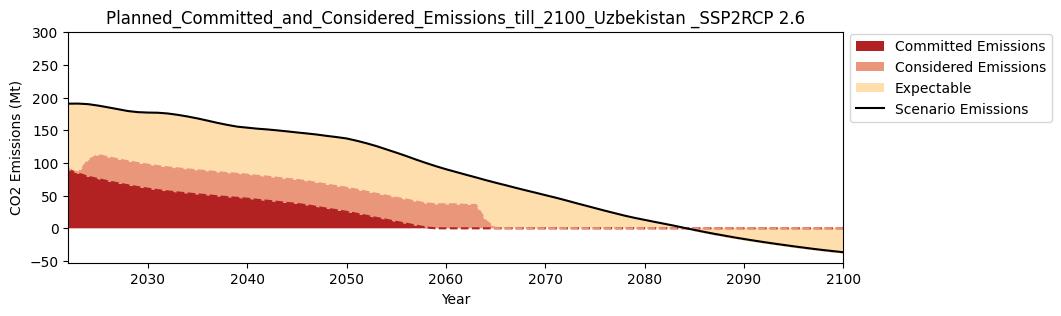 Planned_Committed_and_Considered_Emissions_till_2100_Uzbekistan _SSP2RCP 2.6
300
250
200
150
100
50
0
−50
CO2 Emissions (Mt)
2030 2040 2050 2060 2070 2080 2090 2100
Year
Committed Emissions
Considered Emissions
Expectable
Scenario Emissions